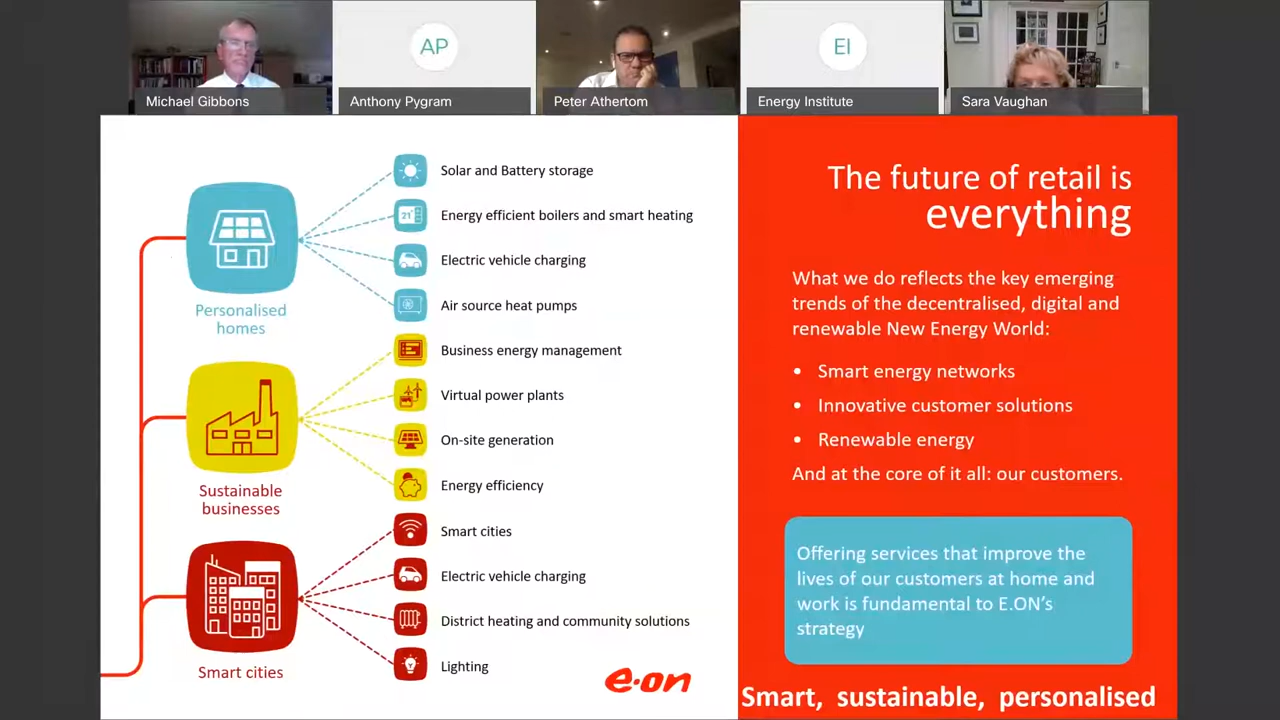 AP
EI
Michael Gibbons
Anthony Pygram
Peter Athertom
Energy Institute
Sara Vaughan
Solar and Battery storage
21
Energy efficient boilers and smart heating
Electric vehicle charging
Air source heat pumps
Personalised
homes
Business energy management
Virtual power plants
On-site generation
Energy efficiency
Sustainable
businesses
Smart cities
Electric vehicle charging
District heating and community solutions
Lighting
Smart cities
e·on
The future of retail is
everything
What we do reflects the key emerging
trends of the decentralised, digital and
renewable New Energy World:
• Smart energy networks
• Innovative customer solutions
• Renewable energy
And at the core of it all: our customers.
Offering services that improve the
lives of our customers at home and
work is fundamental to E.ON's
strategy
Smart, sustainable, personalised